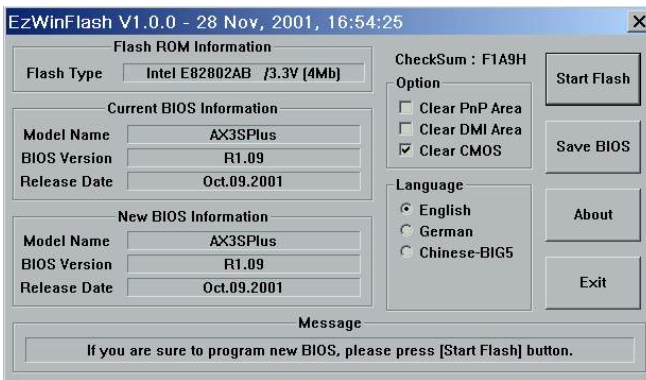 EzWinFlash V1.0.0 - 28 Nov, 2001, 16:54:25
Flash ROM Information
Flash Type Intel E82802AB /3.3V (4Mb)
Current BIOS Information
Model Name AX3SPlus
BIOS Version R1.09
Release Date Oct.09.2001
New BIOS Information
Model Name AX3SPlus
BIOS Version R1.09
Release Date Oct.09.2001
CheckSum : F1A9H
Option
Clear PnP Area
Clear DMI Area
Clear CMOS
Language
English
German
Chinese-BIG5
Start Flash
Save BIOS
About
Exit
Message
If you are sure to program new BIOS, please press [Start Flash] button.